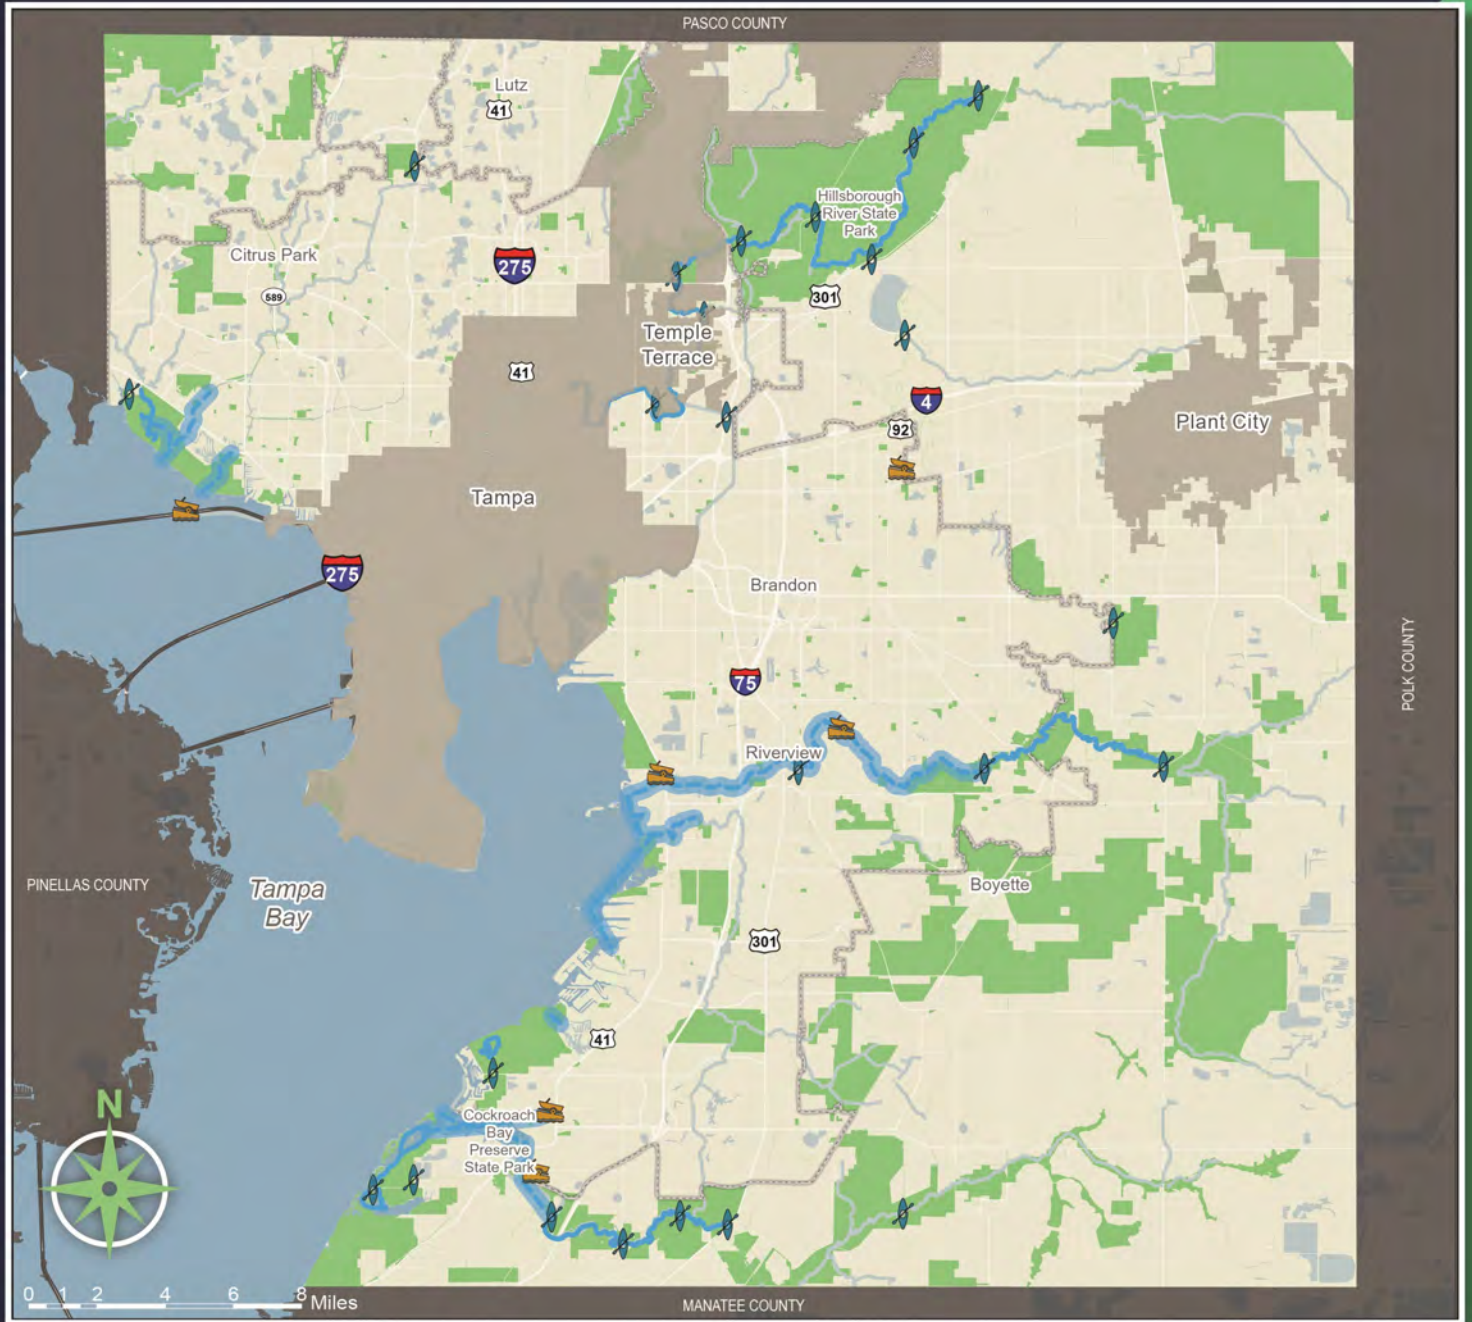 PASCO COUNTY
Lutz
41
Hillsborough
River State
Park
Citrus Park
275
589
301
Temple
Terrace
41
4
92
Plant City
Tampa
275
Brandon
75
POLK COUNTY
Riverview
PINELLAS COUNTY
Tampa
Bay
Boyette
301
41
N
Cockroach
Bay
Preserve
State Park
0 1 2 4 6 8 Miles
MANATEE COUNTY